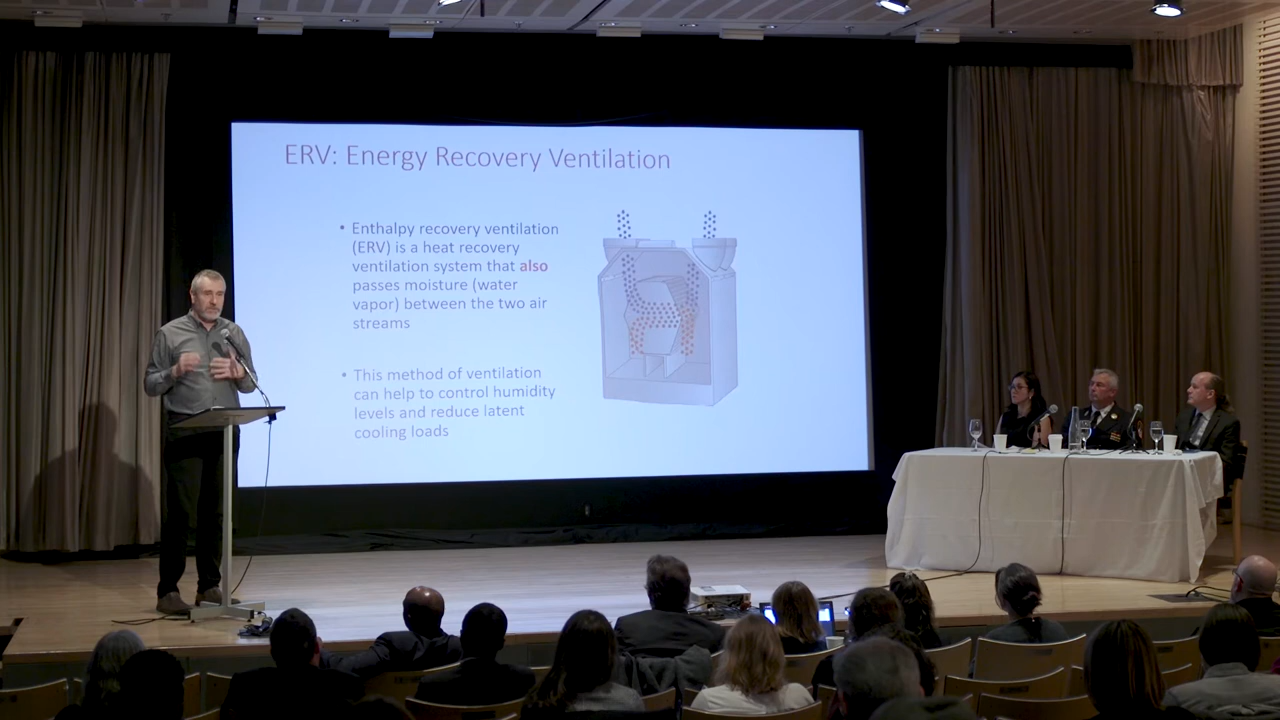 ERV: Energy Recovery Ventilation
• Enthalpy recovery ventilation
(ERV) is a heat recovery
ventilation system that also
passes moisture (water
vapor) between the two air
streams
• This method of ventilation
can help to control humidity
levels and reduce latent
cooling loads